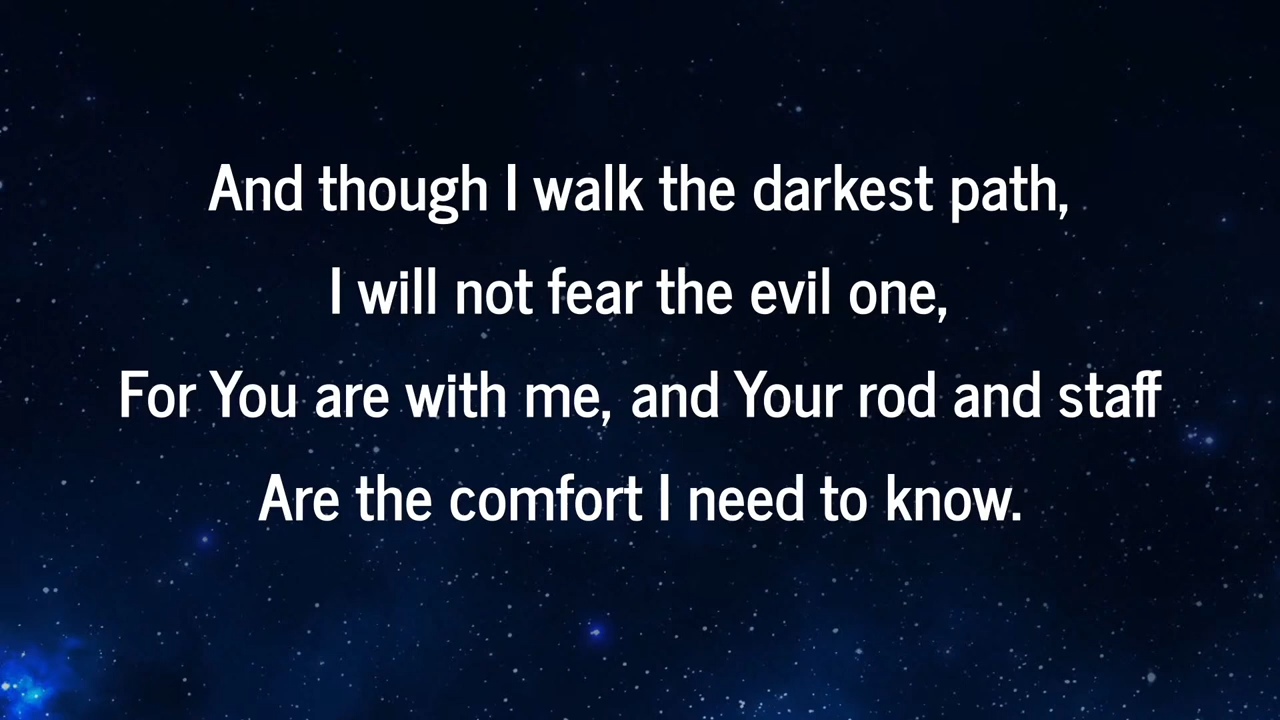 And though I walk the darkest path,
I will not fear the evil one,
For You are with me, and Your rod and staff
Are the comfort I need to know.